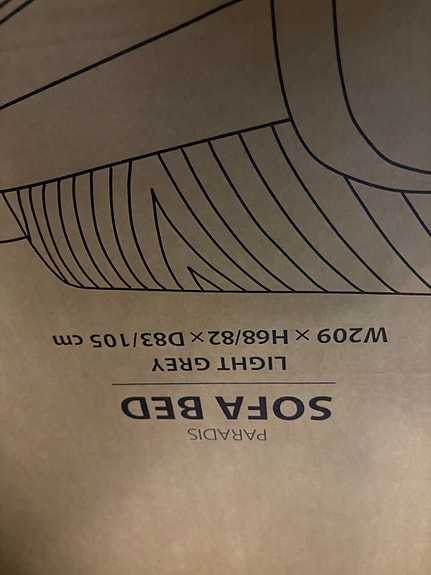 PARADIS
SOFA BED
LIGHT GREY
W209 × H68/82 × D83/105 cm